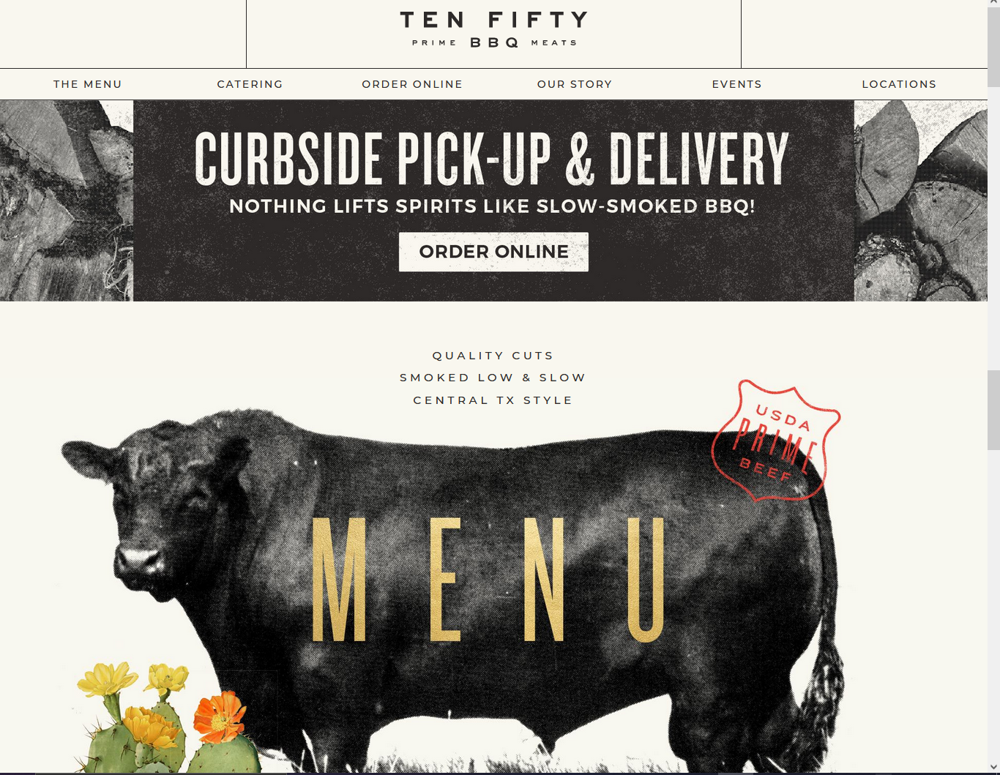 TEN FIFTY
PRIME BBQ MEATS
THE MENU CATERING ORDER ONLINE OUR STORY EVENTS LOCATIONS
CURBSIDE PICK-UP & DELIVERY
NOTHING LIFTS SPIRITS LIKE SLOW-SMOKED BBQ!
ORDER ONLINE
QUALITY CUTS
SMOKED LOW & SLOW
CENTRAL TX STYLE
USDA
PRIME
BEEF
MENU